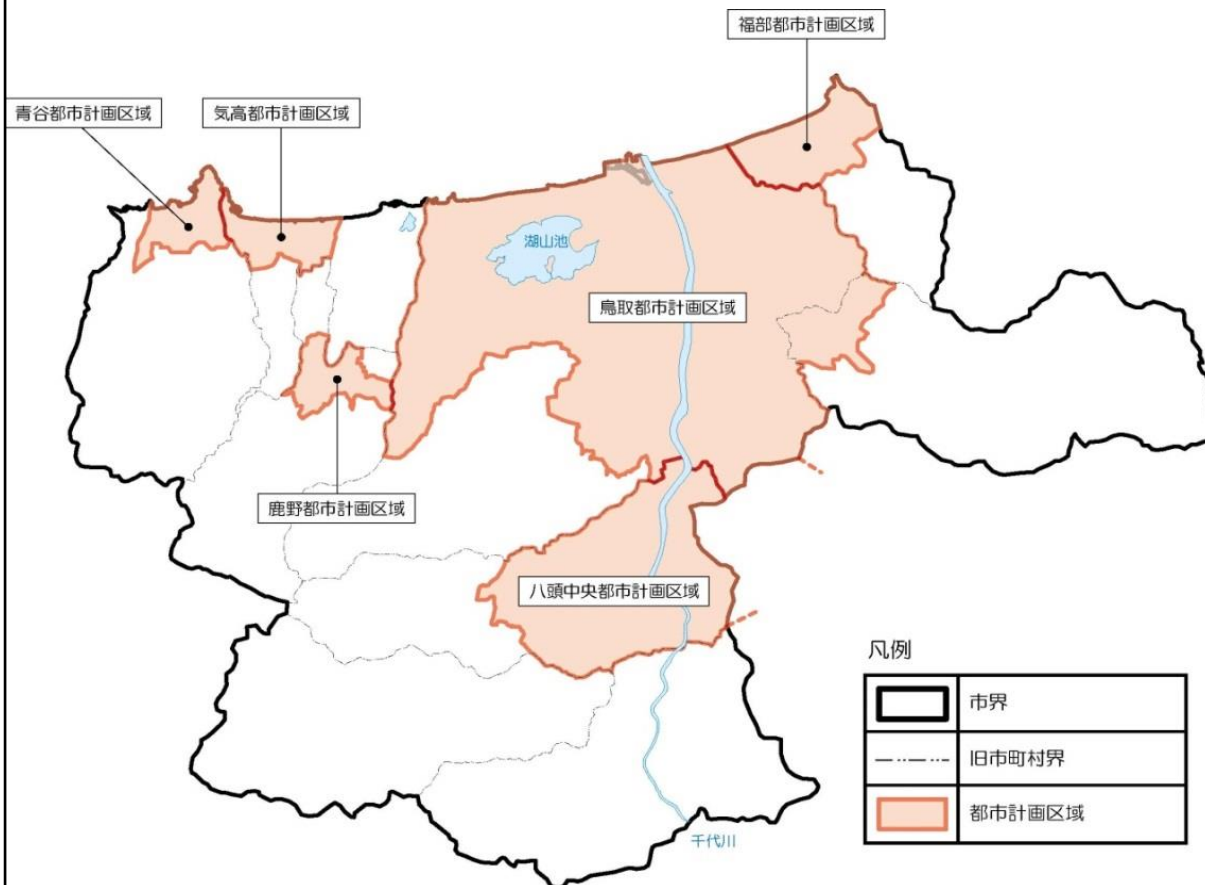 福部都市計画区域
青谷都市計画区域
気高都市計画区域
湖山池
鳥取都市計画区域
鹿野都市計画区域
八頭中央都市計画区域
凡例
市界
旧市町村界
都市計画区域
千代川